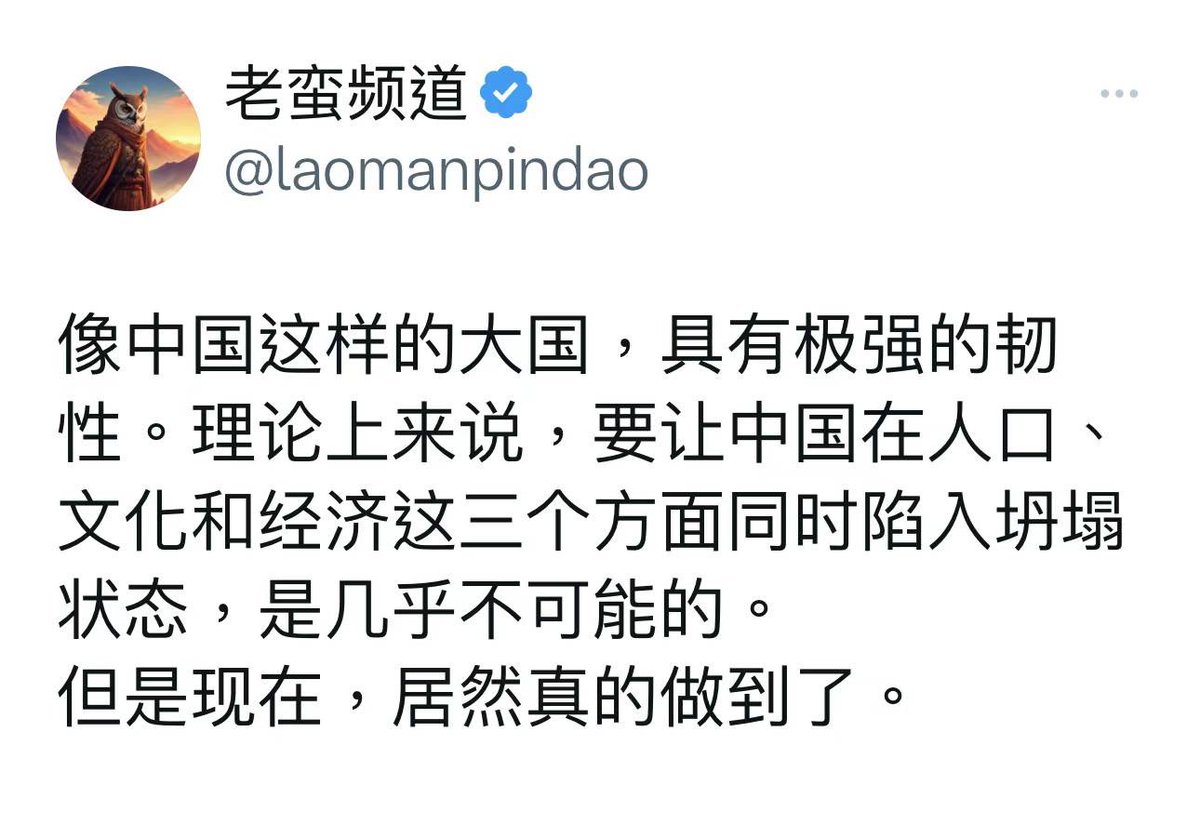 老蛮频道
@laomanpindao
像中国这样的大国，具有极强的韧
性。理论上来说，要让中国在人口、
文化和经济这三个方面同时陷入坍塌
状态，是几乎不可能的。
但是现在，居然真的做到了。